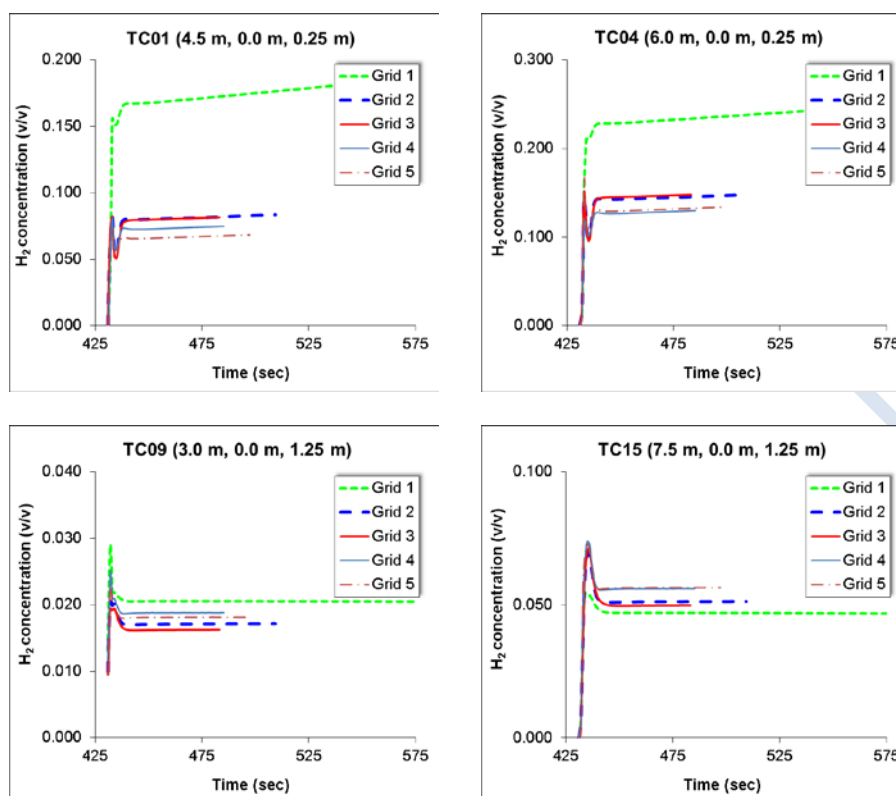 TC01 (4.5 m, 0.0 m, 0.25 m)
0.200
0.150
0.100
0.050
0.000
H₂ concentration (v/v)
Grid 1
Grid 2
Grid 3
Grid 4
Grid 5
425
475
525
575
Time (sec)
TC04 (6.0 m, 0.0 m, 0.25 m)
0.300
0.200
0.100
0.000
H₂ concentration (v/v)
Grid 1
Grid 2
Grid 3
Grid 4
Grid 5
425
475
525
575
Time (sec)
TC09 (3.0 m, 0.0 m, 1.25 m)
0.040
0.030
0.020
0.010
0.000
H₂ concentration (v/v)
Grid 1
Grid 2
Grid 3
Grid 4
Grid 5
425
475
525
575
Time (sec)
TC15 (7.5 m, 0.0 m, 1.25 m)
0.100
0.050
0.000
H₂ concentration (v/v)
Grid 1
Grid 2
Grid 3
Grid 4
Grid 5
425
475
525
575
Time (sec)